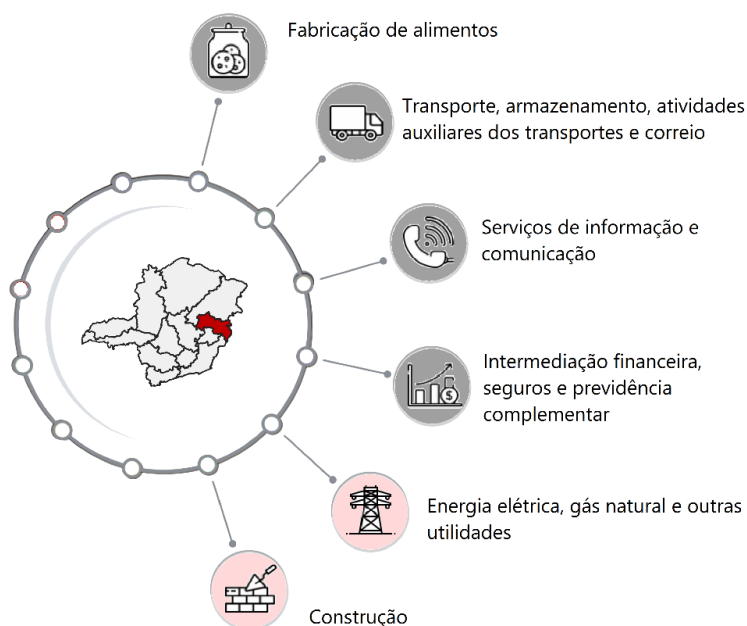 Fabricação de alimentos
Transporte, armazenamento, atividades
auxiliares dos transportes e correio
Serviços de informação e
comunicação
Intermediação financeira,
seguros e previdência
complementar
Energia elétrica, gás natural e outras
utilidades
Construção